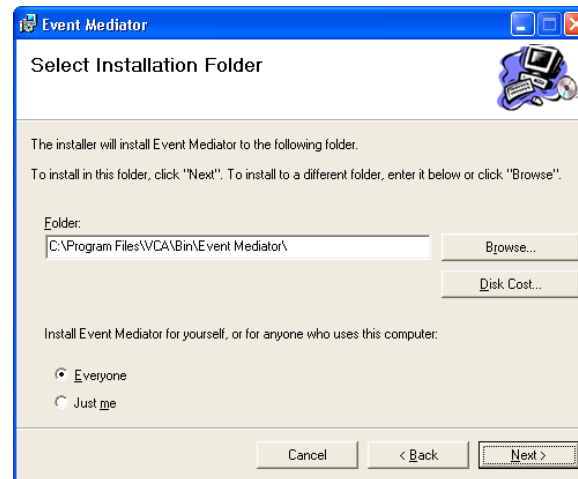 Event Mediator
Select Installation Folder
The installer will install Event Mediator to the following folder.
To install in this folder, click "Next". To install to a different folder, enter it below or click "Browse".
Folder:
C:\Program Files\VCA\Bin\Event Mediator\
Browse...
Disk Cost...
Install Event Mediator for yourself, or for anyone who uses this computer:
Everyone
Just me
Cancel
< Back
Next >